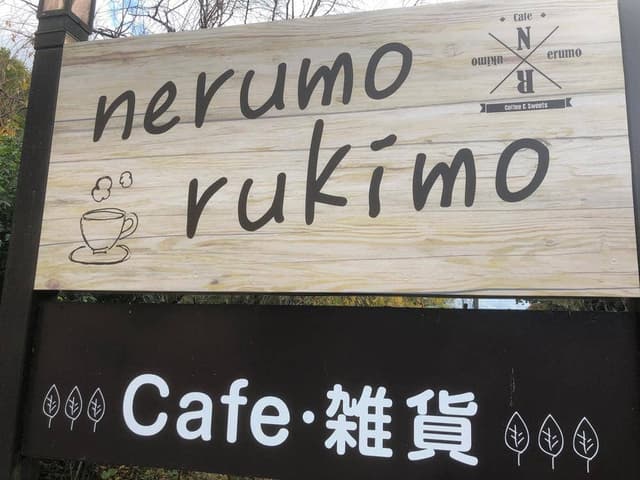 nerumo
rukimo
Cafe
N
erumo
ukimo
R
Coffee & Sweets
Cafe・雑貨